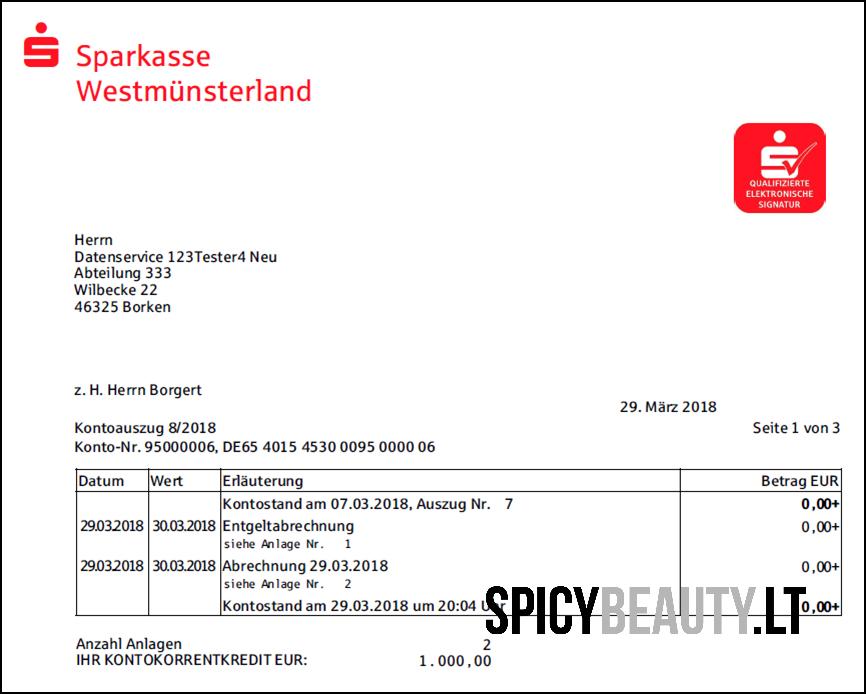 Sparkasse
Westmünsterland
QUALIFIZIERTE
ELEKTRONISCHE
SIGNATUR
Herrn
Datenservice 123Tester4 Neu
Abteilung 333
Wilbecke 22
46325 Borken
z. H. Herrn Borgert
29. März 2018
Kontoauszug 8/2018 Seite 1 von 3
Konto-Nr. 95000006, DE65 4015 4530 0095 0000 06
Datum Wert Erläuterung Betrag EUR
Kontostand am 07.03.2018, Auszug Nr. 7 0,00+
29.03.2018 30.03.2018 Entgeltabrechnung 0,00+
siehe Anlage Nr. 1
29.03.2018 30.03.2018 Abrechnung 29.03.2018 0,00+
siehe Anlage Nr. 2
Kontostand am 29.03.2018 um 20:04 Uhr 0,00+
SPICYBEAUTY.LT
Anzahl Anlagen 2
IHR KONTOKORRENTKREDIT EUR: 1.000,00